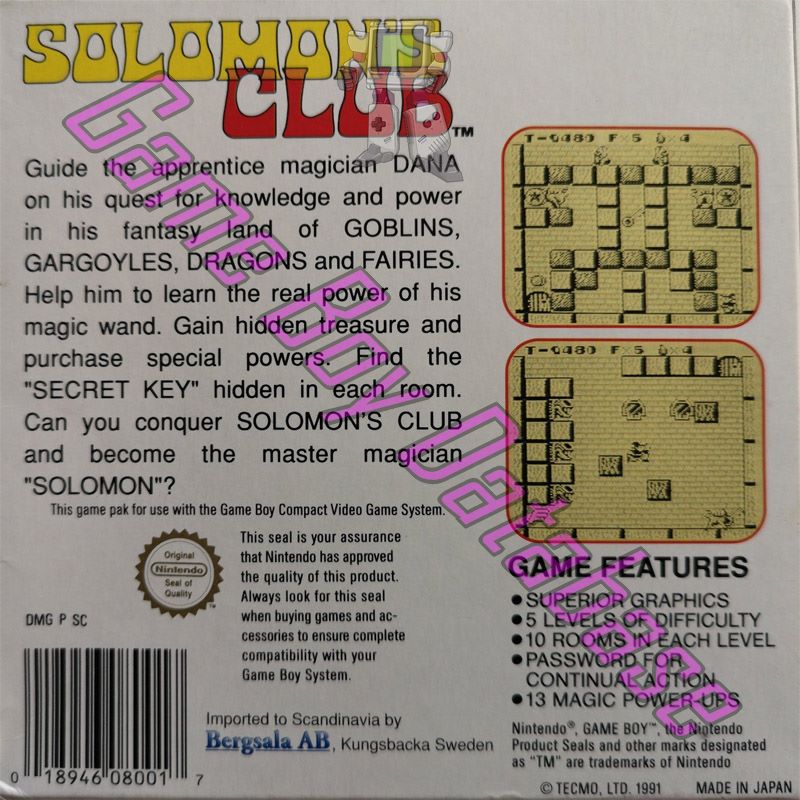 SOLOMON'S
CLUB™
Guide the apprentice magician DANA
on his quest for knowledge and power
in his fantasy land of GOBLINS,
GARGOYLES, DRAGONS and FAIRIES.
Help him to learn the real power of his
magic wand. Gain hidden treasure and
purchase special powers. Find the
"SECRET KEY" hidden in each room.
Can you conquer SOLOMON'S CLUB
and become the master magician
"SOLOMON"?
This game pak for use with the Game Boy Compact Video Game System.
Original
Nintendo
Seal of
Quality
™
This seal is your assurance
that Nintendo has approved
the quality of this product.
Always look for this seal
when buying games and ac-
cessories to ensure complete
compatibility with your
Game Boy System.
DMG P SC
0 18946 08001 7
Imported to Scandinavia by
Bergsala AB, Kungsbacka Sweden
T-0480 F×5 ×4
T-0480 F×5 ×4
GAME FEATURES
● SUPERIOR GRAPHICS
● 5 LEVELS OF DIFFICULTY
● 10 ROOMS IN EACH LEVEL
● PASSWORD FOR
CONTINUAL ACTION
● 13 MAGIC POWER-UPS
Nintendo®, GAME BOY™, the Nintendo
Product Seals and other marks designated
as "TM" are trademarks of Nintendo
© TECMO, LTD. 1991 MADE IN JAPAN
Game Boy Database